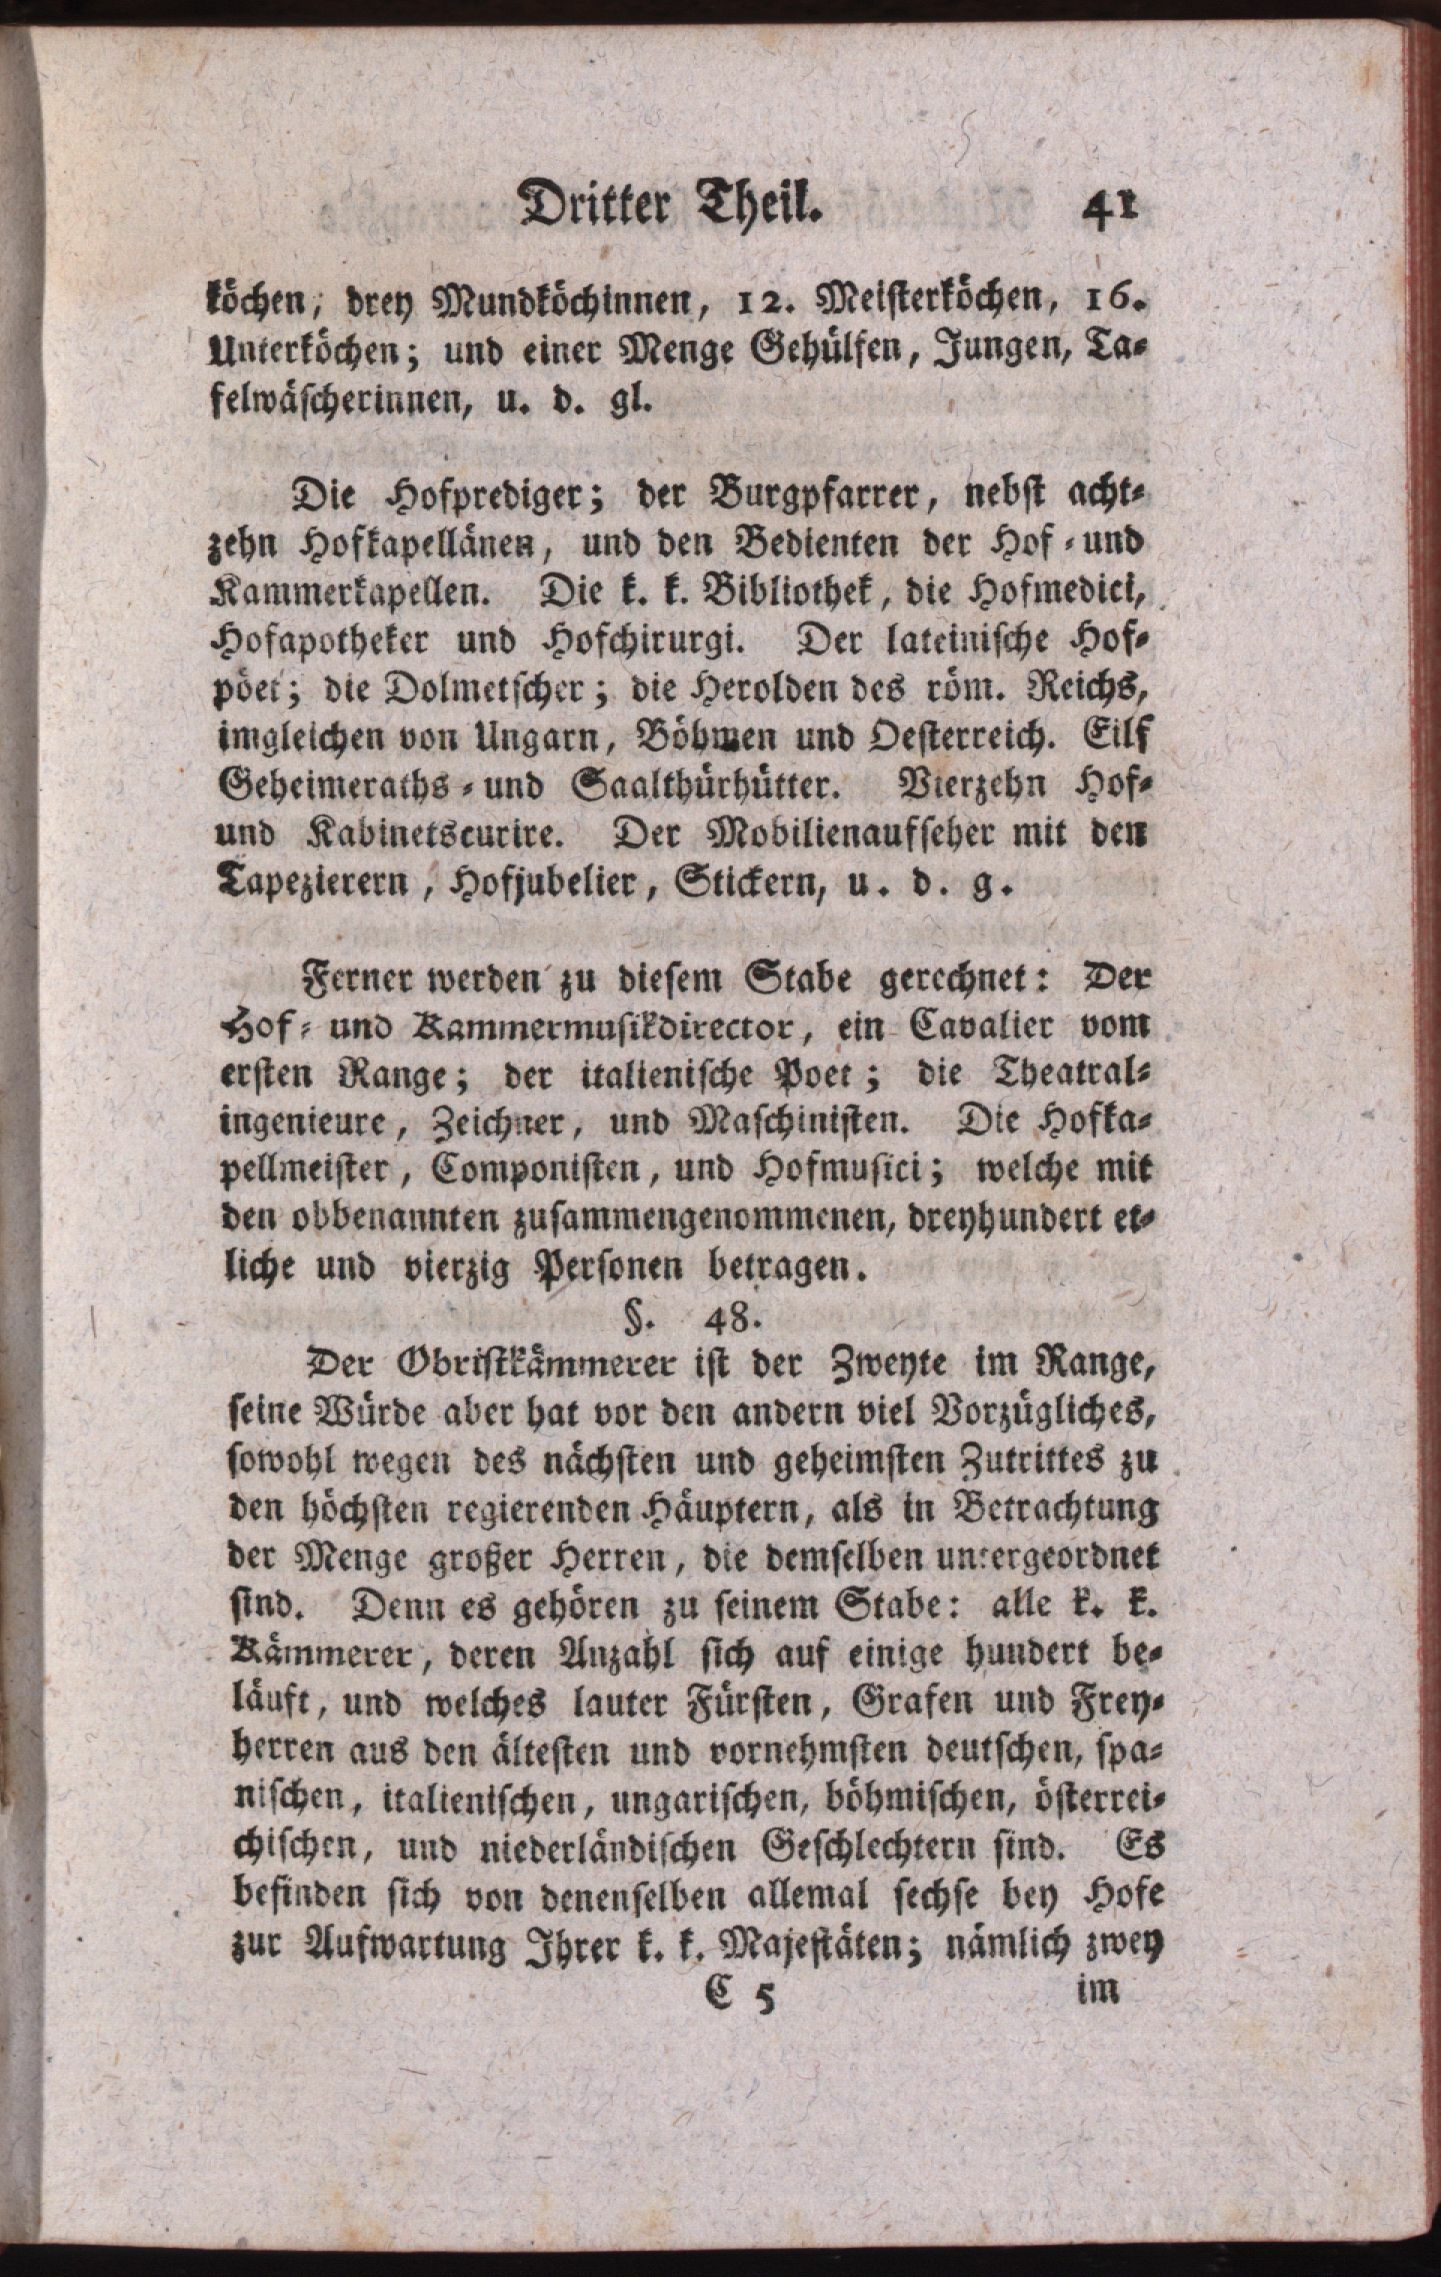 Dritter Theil. 41
köchen, drey Mundköchinnen, 12. Meisterköchen, 16.
Unterköchen; und einer Menge Gehülfen, Jungen, Ta-
felwäscherinnen, u. d. gl.
Die Hofprediger; der Burgpfarrer, nebst acht-
zehn Hofkapellänen, und den Bedienten der Hof- und
Kammerkapellen. Die k. k. Bibliothek, die Hofmedici,
Hofapotheker und Hofchirurgi. Der lateinische Hof-
pöet; die Dolmetscher; die Herolden des röm. Reichs,
imgleichen von Ungarn, Böhmen und Oesterreich. Eilf
Geheimeraths- und Saalthürhütter. Vierzehn Hof-
und Kabinetscurire. Der Mobilienaufseher mit den
Tapezierern, Hofjubelier, Stickern, u. d. g.
Ferner werden zu diesem Stabe gerechnet: Der
Hof- und Kammermusikdirector, ein Cavalier vom
ersten Range; der italienische Poet; die Theatral-
ingenieure, Zeichner, und Maschinisten. Die Hofka-
pellmeister, Componisten, und Hofmusici; welche mit
den obbenannten zusammengenommenen, dreyhundert et-
liche und vierzig Personen betragen.
§. 48.
Der Obristkämmerer ist der Zweyte im Range,
seine Würde aber hat vor den andern viel Vorzügliches,
sowohl wegen des nächsten und geheimsten Zutrittes zu
den höchsten regierenden Häuptern, als in Betrachtung
der Menge großer Herren, die demselben untergeordnet
sind. Denn es gehören zu seinem Stabe: alle k. k.
Kämmerer, deren Anzahl sich auf einige hundert be-
läuft, und welches lauter Fürsten, Grafen und Frey-
herren aus den ältesten und vornehmsten deutschen, spa-
nischen, italienischen, ungarischen, böhmischen, österrei-
chischen, und niederländischen Geschlechtern sind. Es
befinden sich von denenselben allemal sechse bey Hofe
zur Aufwartung Ihrer k. k. Majestäten; nämlich zwey
C 5 im